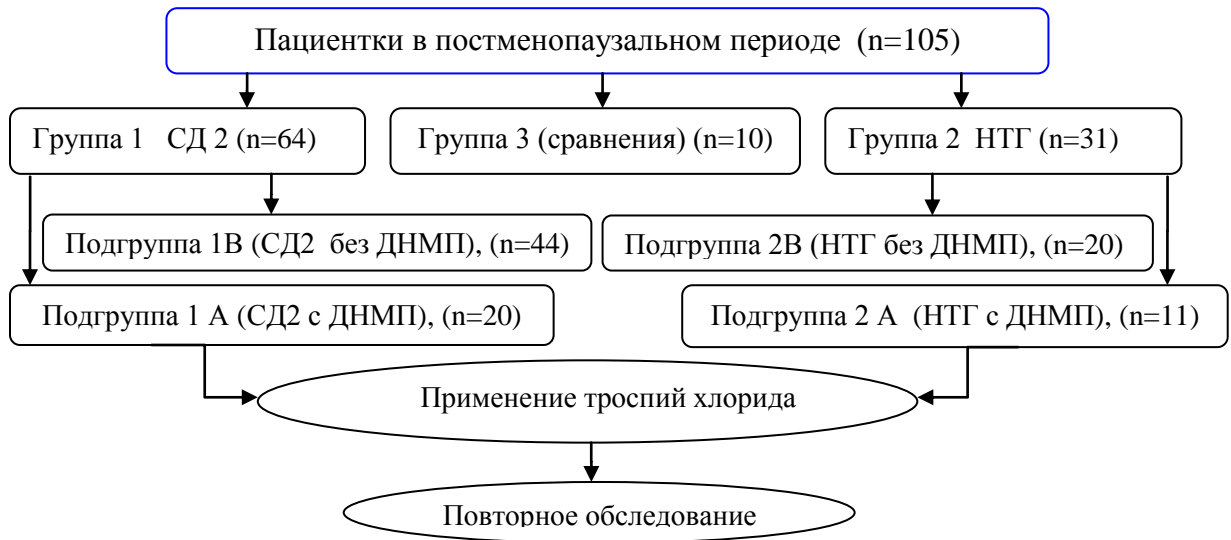 Пациентки в постменопаузальном периоде (n=105)
Группа 1 СД 2 (n=64)
Группа 3 (сравнения) (n=10)
Группа 2 НТГ (n=31)
Подгруппа 1В (СД2 без ДНМП), (n=44)
Подгруппа 2В (НТГ без ДНМП), (n=20)
Подгруппа 1 А (СД2 с ДНМП), (n=20)
Подгруппа 2 А (НТГ с ДНМП), (n=11)
Применение троспий хлорида
Повторное обследование